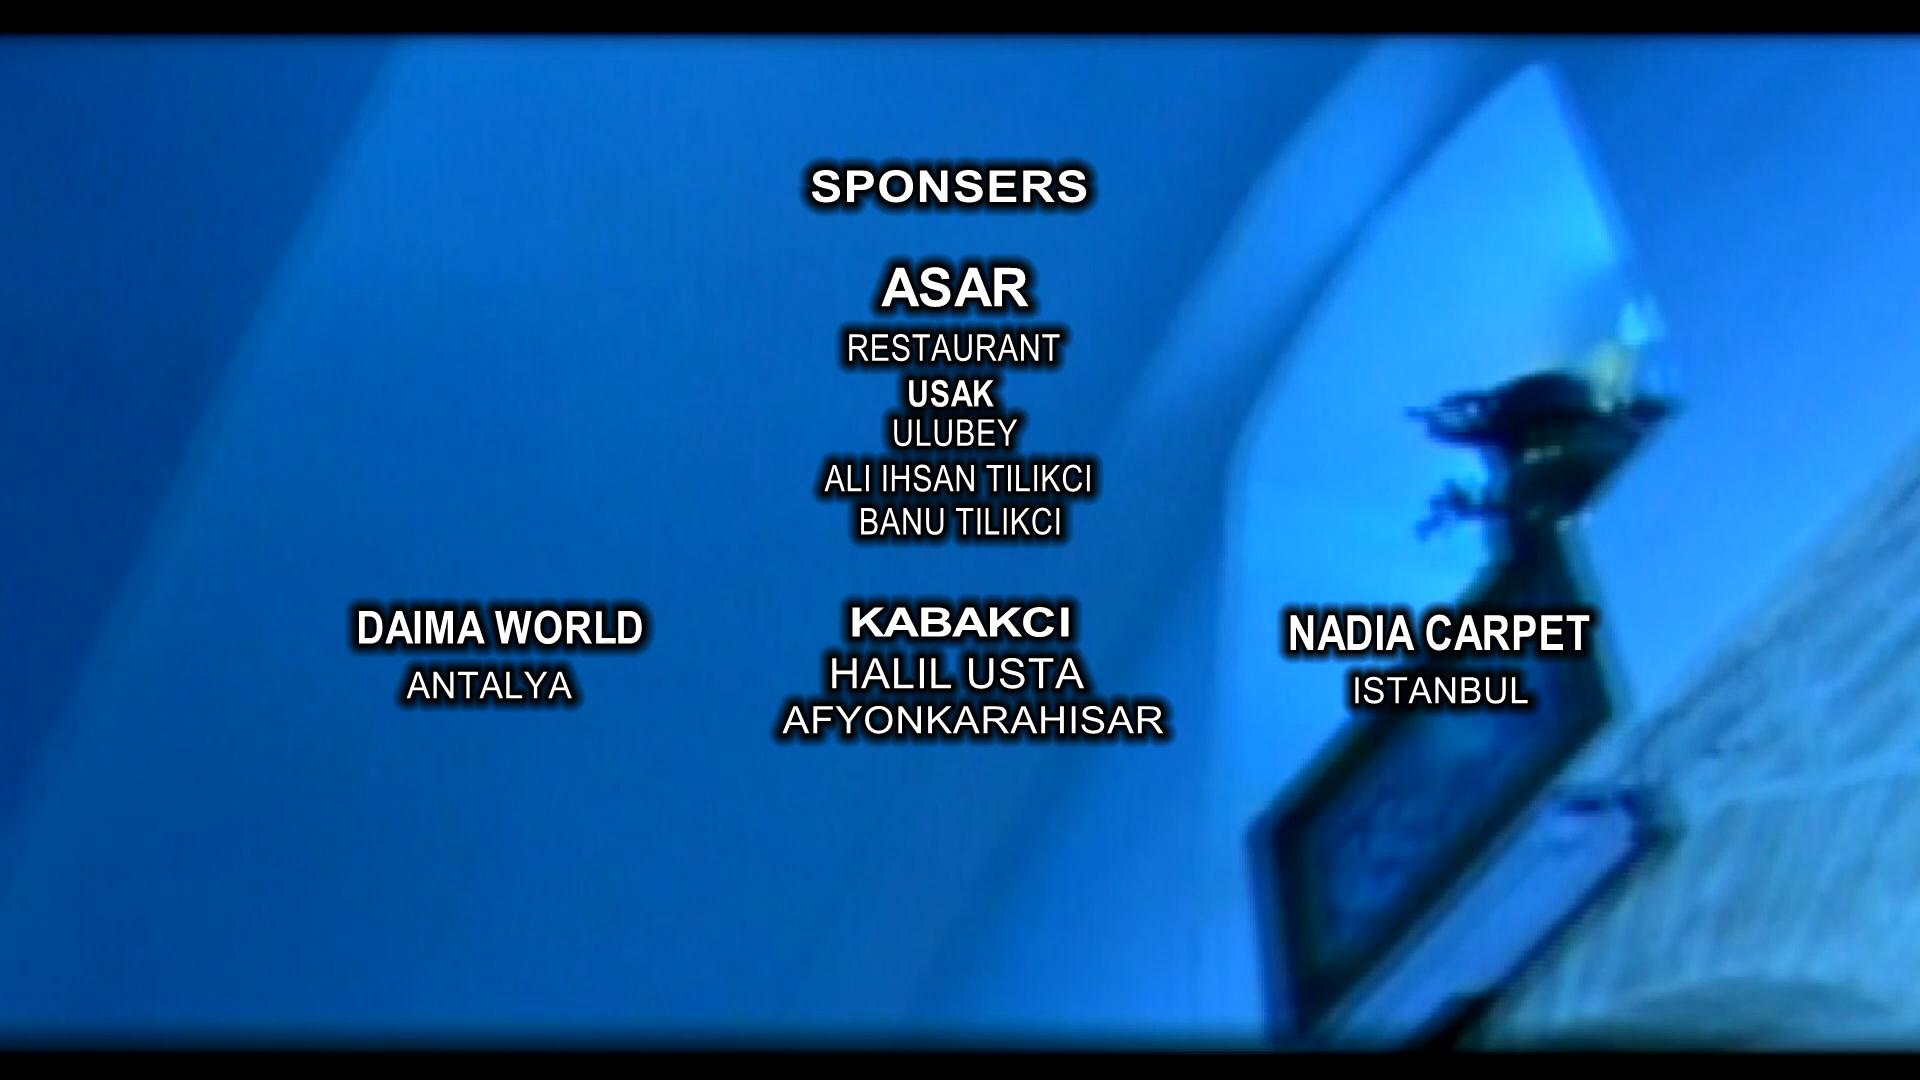 SPONSERS
ASAR
RESTAURANT
USAK
ULUBEY
ALI IHSAN TILIKCI
BANU TILIKCI
DAIMA WORLD
ANTALYA
KABAKCI
HALIL USTA
AFYONKARAHISAR
NADIA CARPET
ISTANBUL